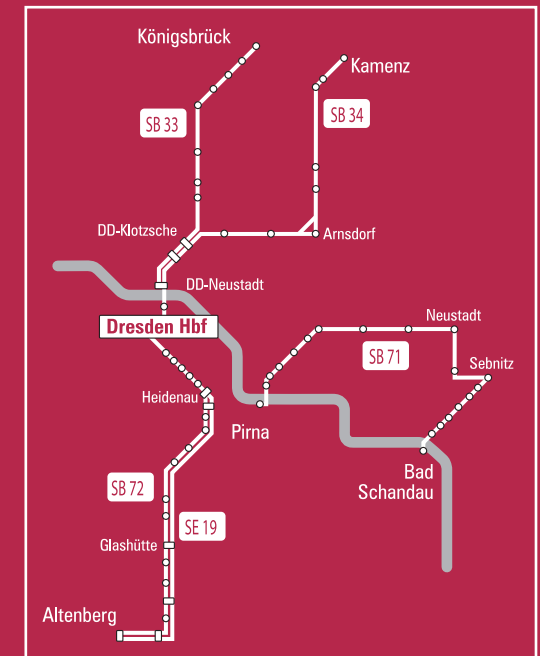 Königsbrück
Kamenz
SB 33
SB 34
DD-Klotzsche
Arnsdorf
DD-Neustadt
Dresden Hbf
Neustadt
SB 71
Sebnitz
Heidenau
Pirna
Bad
Schandau
SB 72
SE 19
Glashütte
Altenberg